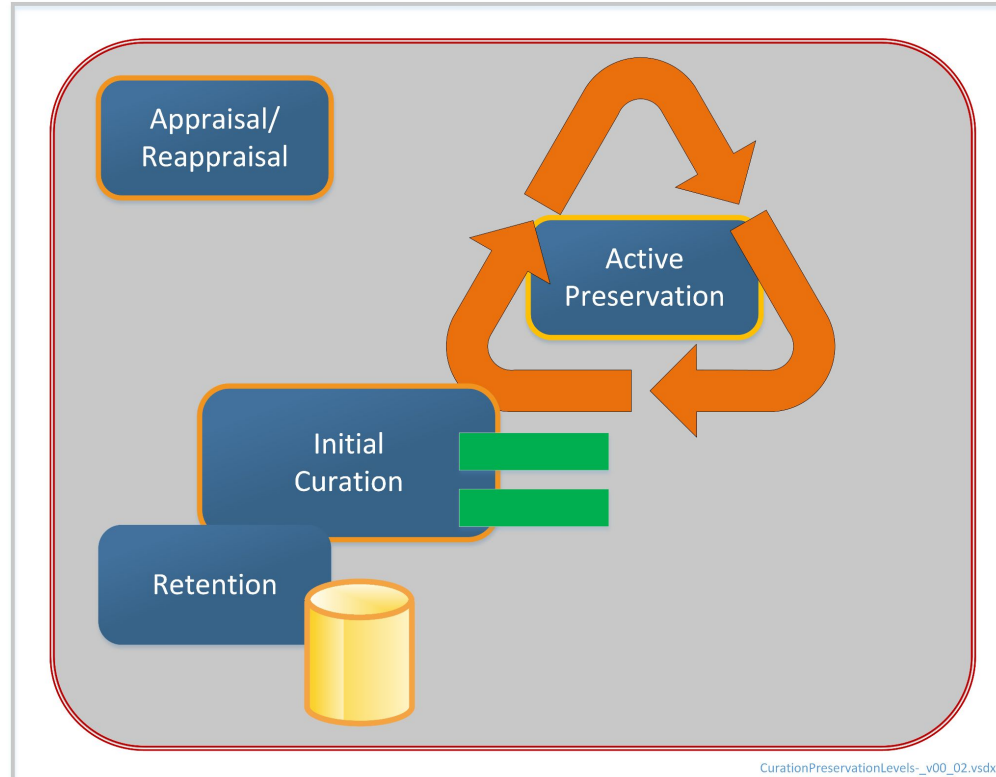 Appraisal/
Reappraisal
Active
Preservation
Initial
Curation
Retention
CurationPreservationLevels-_v00_02.vsdx